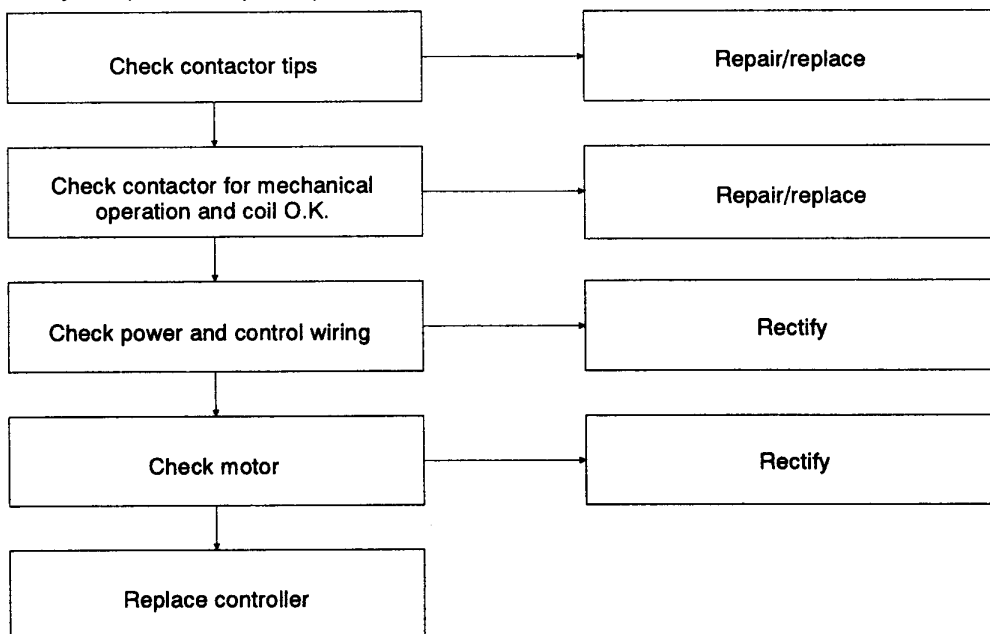 Check contactor tips
Repair/replace
Check contactor for mechanical
operation and coil O.K.
Repair/replace
Check power and control wiring
Rectify
Check motor
Rectify
Replace controller